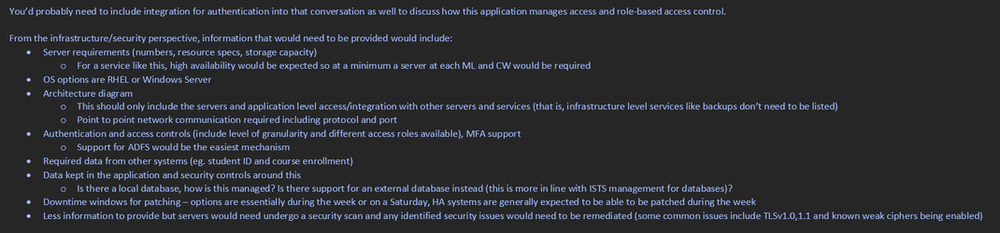 You'd probably need to include integration for authentication into that conversation as well to discuss how this application manages access and role-based access control.
From the infrastructure/security perspective, information that would need to be provided would include:
• Server requirements (numbers, resource specs, storage capacity)
o For a service like this, high availability would be expected so at a minimum a server at each ML and CW would be required
• OS options are RHEL or Windows Server
• Architecture diagram
o This should only include the servers and application level access/integration with other servers and services (that is, infrastructure level services like backups don't need to be listed)
o Point to point network communication required including protocol and port
• Authentication and access controls (include level of granularity and different access roles available), MFA support
o Support for ADFS would be the easiest mechanism
• Required data from other systems (eg. student ID and course enrollment)
• Data kept in the application and security controls around this
o Is there a local database, how is this managed? Is there support for an external database instead (this is more in line with ISTS management for databases)?
• Downtime windows for patching – options are essentially during the week or on a Saturday, HA systems are generally expected to be able to be patched during the week
• Less information to provide but servers would need undergo a security scan and any identified security issues would need to be remediated (some common issues include TLSv1.0,1.1 and known weak ciphers being enabled)